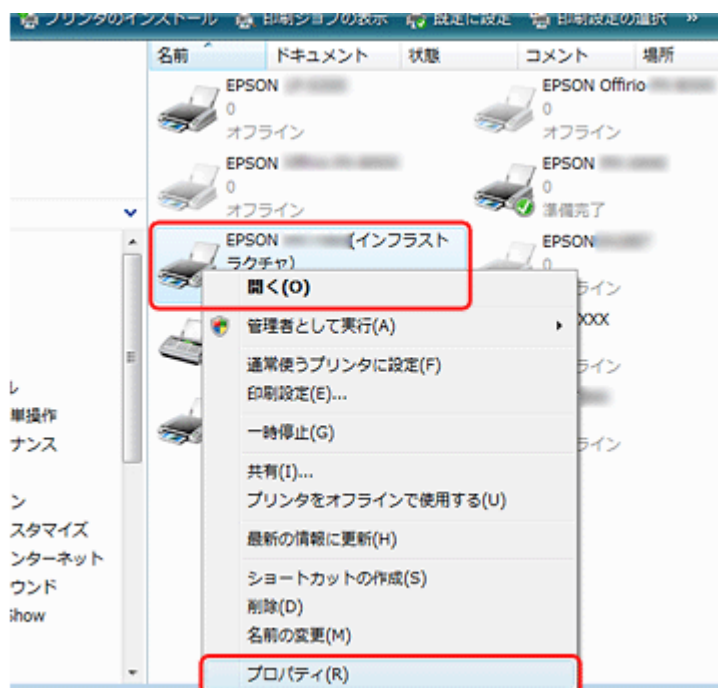 プリンタのインストール 印刷ジョブの表示 既定に設定 印刷設定の選択 »
名前 ドキュメント 状態 コメント 場所
EPSON
0
オフライン
EPSON Offirio
0
オフライン
EPSON
0
オフライン
EPSON
0
準備完了
EPSON (インフラスト
ラクチャ)
EPSON
0
ライン
XXX
ライン
ライン
開く(O)
管理者として実行(A)
通常使うプリンタに設定(F)
印刷設定(E)...
一時停止(G)
共有(I)...
プリンタをオフラインで使用する(U)
最新の情報に更新(H)
ショートカットの作成(S)
削除(D)
名前の変更(M)
プロパティ(R)
ル
単操作
ナンス
ン
スタマイズ
ンターネット
ウンド
Show